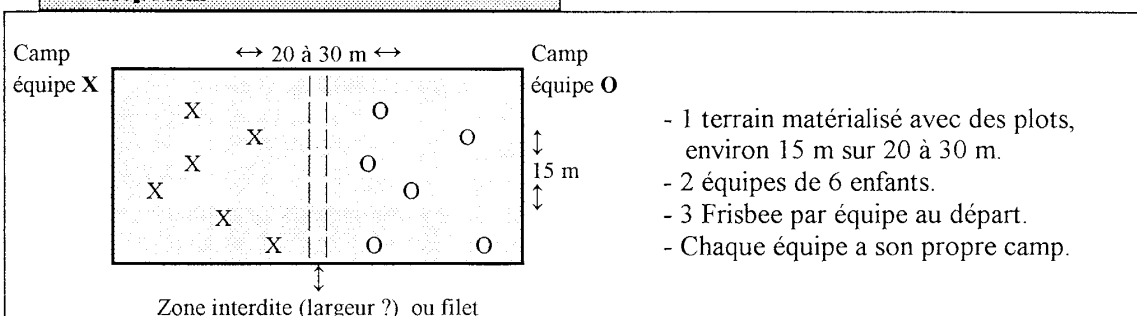 Camp
équipe X
↔ 20 à 30 m ↔
Camp
équipe O
X
O
X
O
X
O
X
O
X
X
O
O
↕
15 m
↕
↕
Zone interdite (largeur ?) ou filet
- 1 terrain matérialisé avec des plots,
environ 15 m sur 20 à 30 m.
- 2 équipes de 6 enfants.
- 3 Frisbee par équipe au départ.
- Chaque équipe a son propre camp.